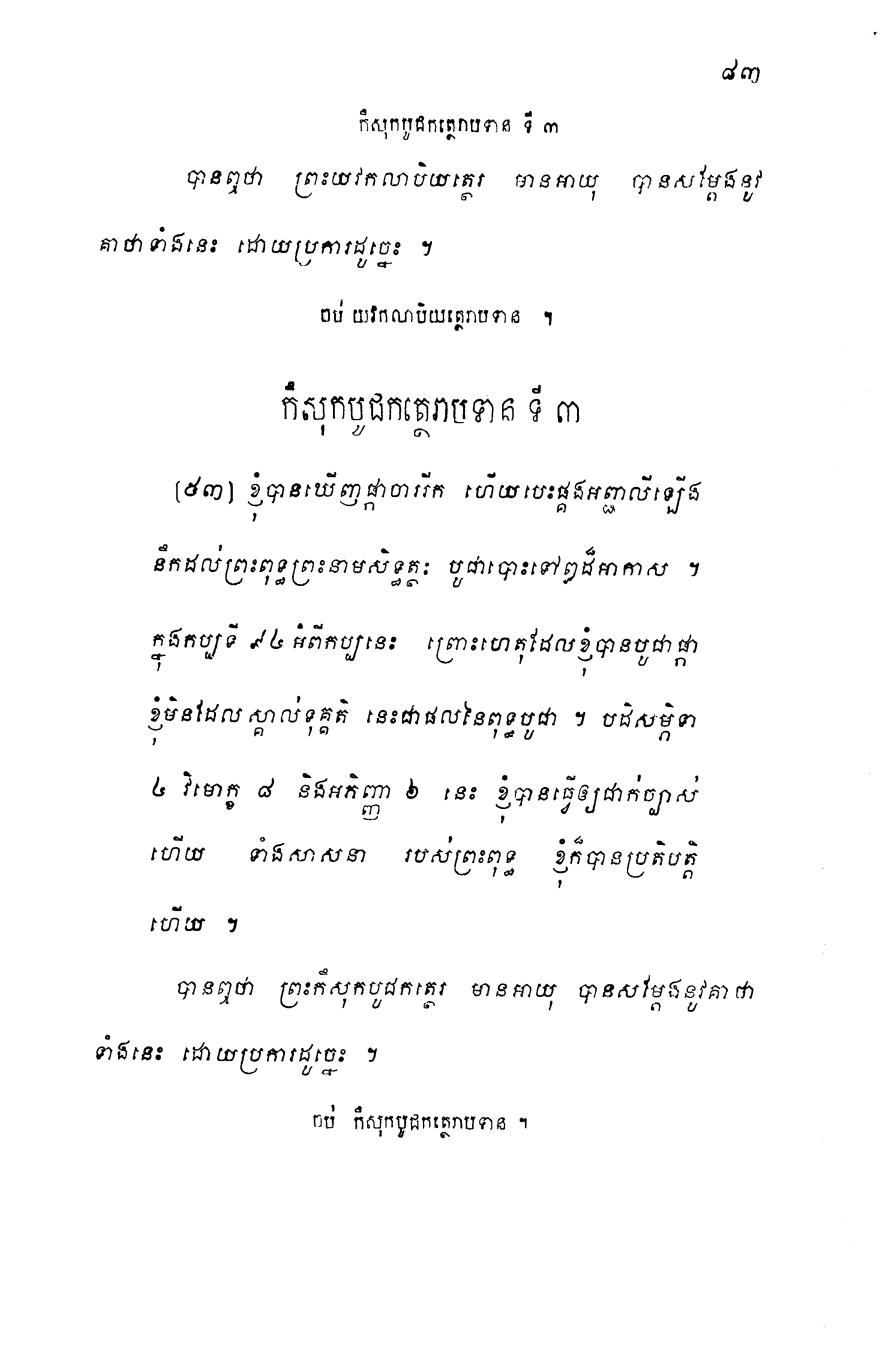 ៨៣
កឹសុកបូជកត្ថេរាបទាន ទី ៣
បានឮថា ព្រះយវកលាបិយត្ថេរ មានអាយុ បានសម្ដែងនូវ
គាថាទាំងនេះ ដោយប្រការដូច្នេះ ។
ចប់ យវកលាបិយត្ថេរាបទាន ។
កឹសុកបូជកត្ថេរាបទាន ទី ៣
(៥៣) ខ្ញុំបានឃើញផ្កាចាររីក ហើយបេះផ្គងអញ្ជលីឡើង
នឹកដល់ព្រះពុទ្ធព្រះនាមសិទ្ធត្ថៈ បូជាបោះទៅឰដ៏អាកាស ។
ក្នុងកប្បទី ៩៤ អំពីកប្បនេះ ព្រោះហេតុដែលខ្ញុំបានបូជាផ្កា
ខ្ញុំមិនដែលស្គាល់ទុគ្គតិ នេះជាផលនៃពុទ្ធបូជា ។ បដិសម្ភិទា
៤ វិមោក្ខ ៨ និងអភិញ្ញា ៦ នេះ ខ្ញុំបានធ្វើឲ្យជាក់ច្បាស់
ហើយ ទាំងសាសនា របស់ព្រះពុទ្ធ ខ្ញុំក៏បានប្រតិបត្តិ
ហើយ ។
បានឮថា ព្រះកឹសុកបូជកត្ថេរ មានអាយុ បានសម្ដែងនូវគាថា
ទាំងនេះ ដោយប្រការដូច្នេះ ។
ចប់ កឹសុកបូជកត្ថេរាបទាន ។